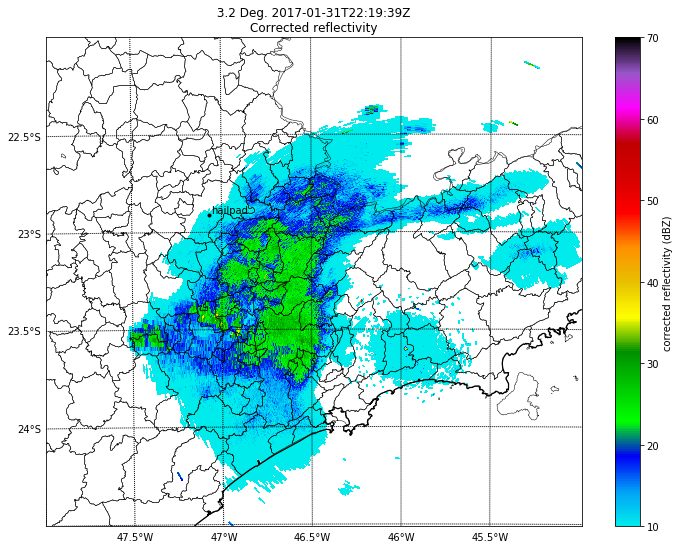 3.2 Deg. 2017-01-31T22:19:39Z
Corrected reflectivity
70
60
50
40
30
20
10
corrected reflectivity (dBZ)
22.5°S
23°S
23.5°S
24°S
hailpad
47.5°W
47°W
46.5°W
46°W
45.5°W